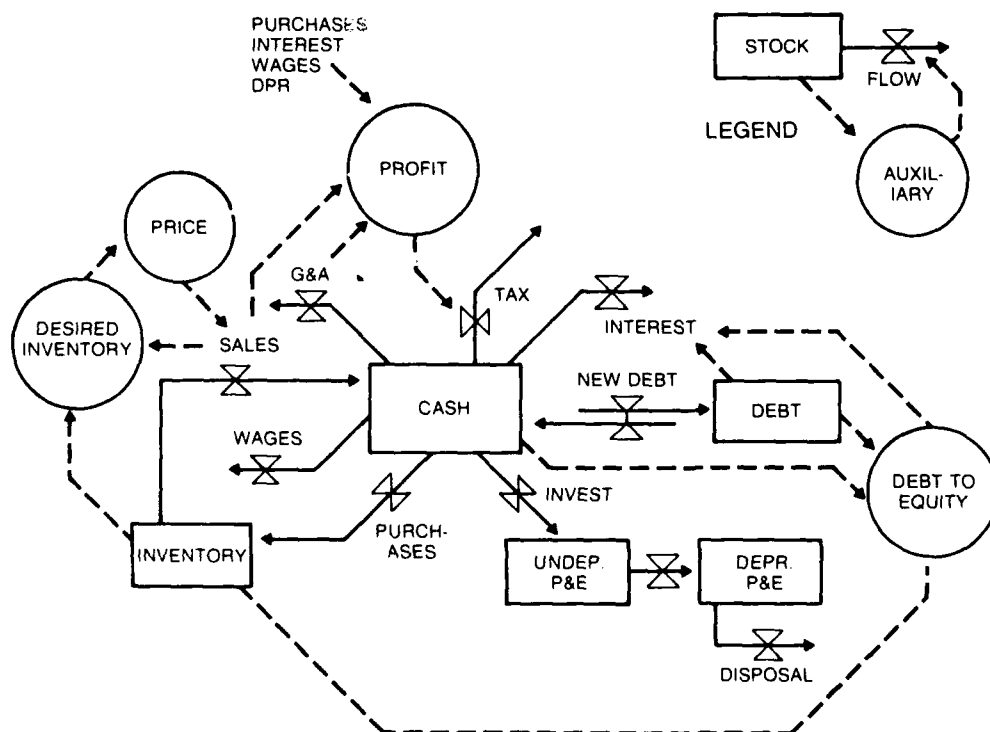 PURCHASES
INTEREST
WAGES
DPR
STOCK
FLOW
LEGEND
AUXIL-
IARY
PROFIT
PRICE
G&A
TAX
INTEREST
DESIRED
INVENTORY
SALES
NEW DEBT
CASH
DEBT
WAGES
DEBT TO
EQUITY
INVEST
PURCH-
ASES
INVENTORY
UNDEP.
P&E
DEPR.
P&E
DISPOSAL